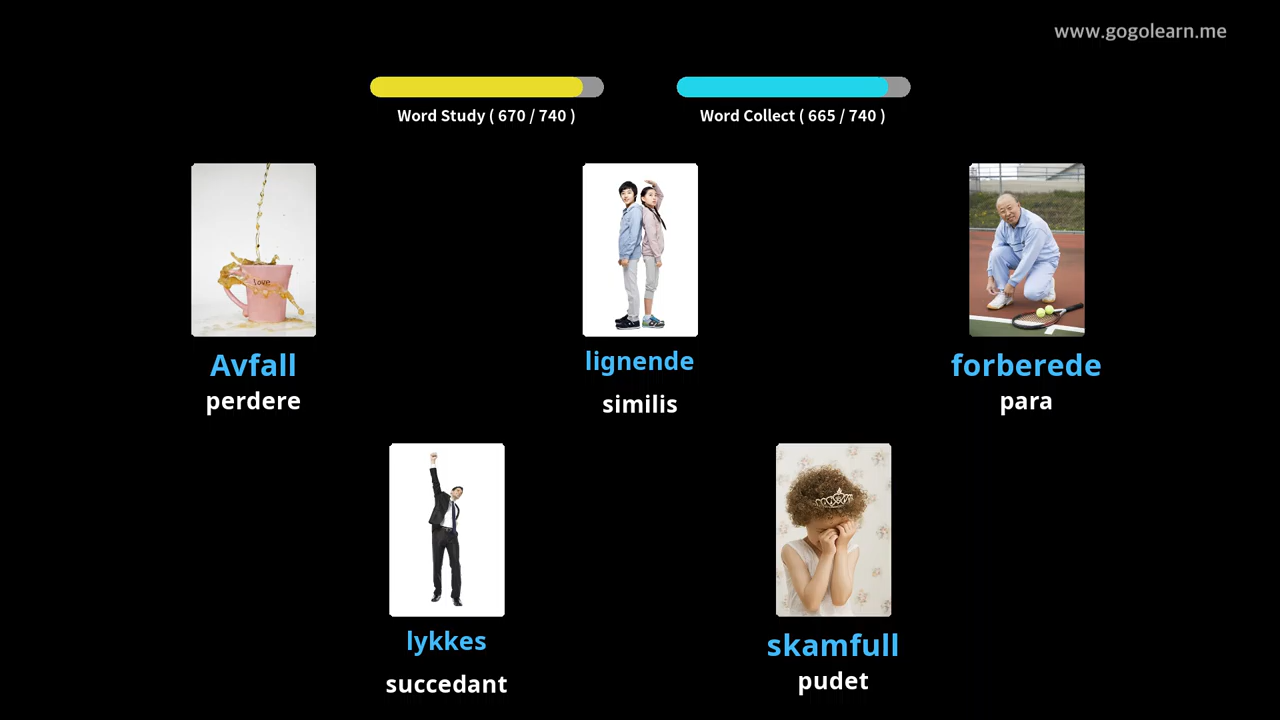 www.gogolearn.me
Word Study ( 670 / 740 )
Word Collect ( 665 / 740 )
love
Avfall
perdere
lignende
similis
forberede
para
lykkes
succedant
skamfull
pudet